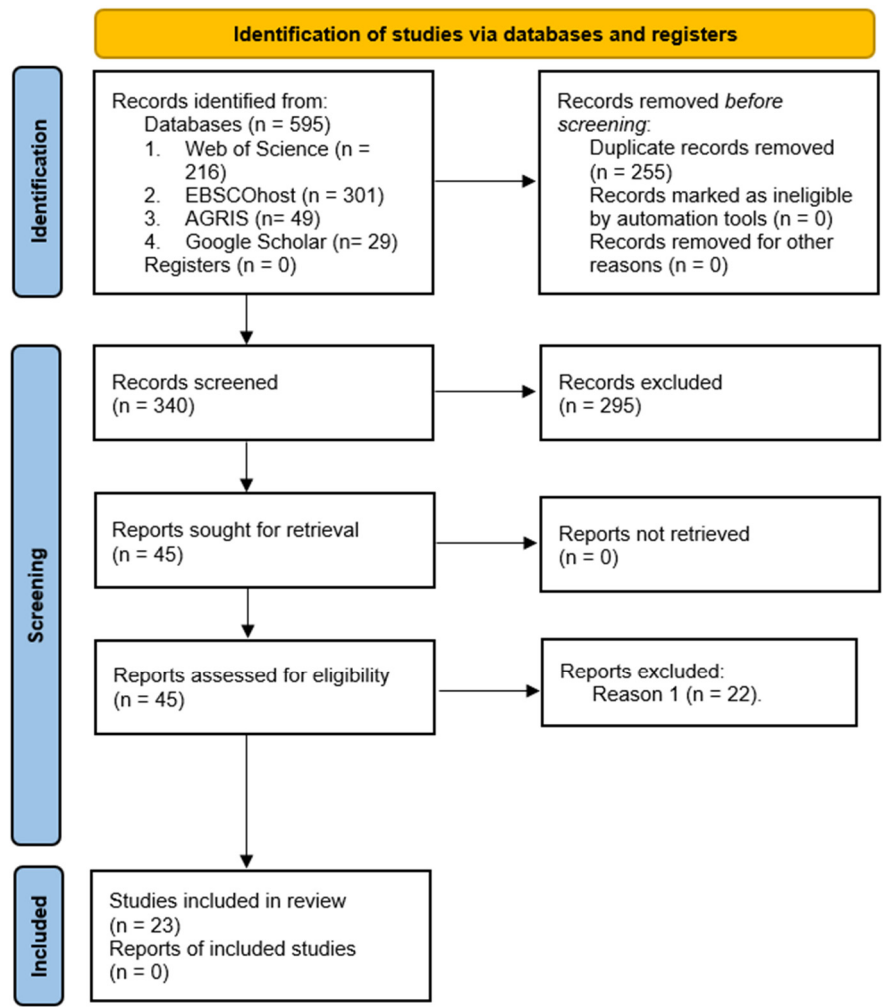 Identification of studies via databases and registers
Identification
Records identified from:
Databases (n = 595)
1. Web of Science (n =
216)
2. EBSCOhost (n = 301)
3. AGRIS (n= 49)
4. Google Scholar (n= 29)
Registers (n = 0)
Records removed before
screening:
Duplicate records removed
(n = 255)
Records marked as ineligible
by automation tools (n = 0)
Records removed for other
reasons (n = 0)
Screening
Records screened
(n = 340)
Records excluded
(n = 295)
Reports sought for retrieval
(n = 45)
Reports not retrieved
(n = 0)
Reports assessed for eligibility
(n = 45)
Reports excluded:
Reason 1 (n = 22).
Included
Studies included in review
(n = 23)
Reports of included studies
(n = 0)